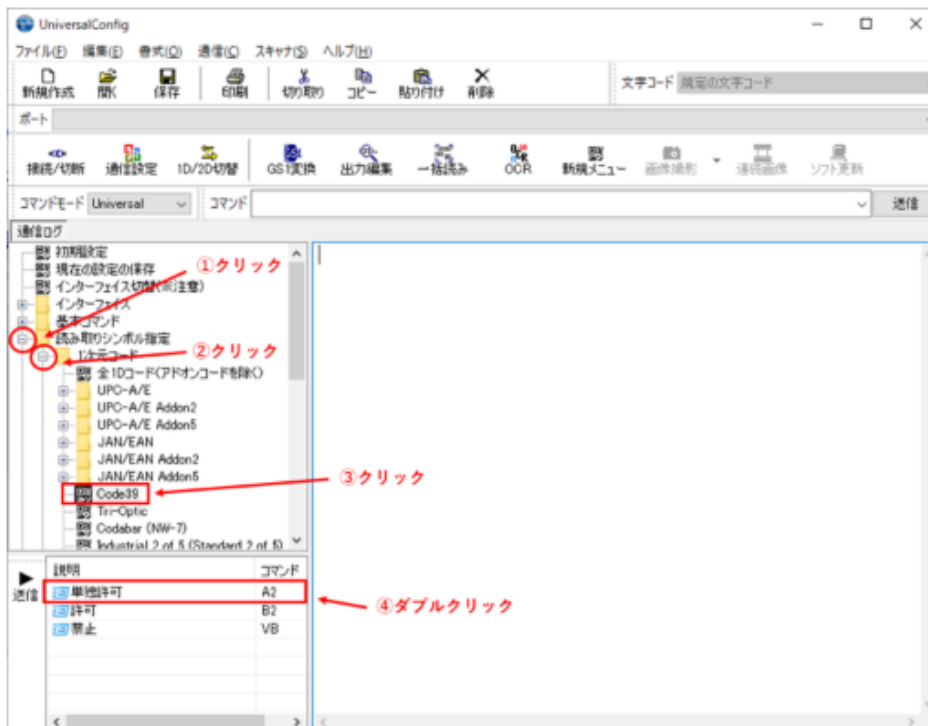 UniversalConfig
ファイル(F) 編集(E) 書式(O) 通信(C) スキャナ(S) ヘルプ(H)
新規作成 開く 保存 印刷 切り取り コピー 貼り付け 削除 文字コード 規定の文字コード
ポート
接続/切断 通信設定 1D/2D切替 GS1変換 出力編集 一括読み OCR 新規メニュー 画像撮影 連続画像 ソフト更新
コマンドモード Universal コマンド 送信
通信ログ
初期設定
現在の設定の保存
①クリック
インターフェイス切替(※注意)
インターフェイス
基本コマンド
読み取りシンボル指定
②クリック
1次元コード
全1Dコード(アドオンコードを除く)
UPC-A/E
UPC-A/E Addon2
UPC-A/E Addon5
JAN/EAN
JAN/EAN Addon2
JAN/EAN Addon5
③クリック
Code39
Tri-Optic
Codabar (NW-7)
Industrial 2 of 5 (Standard 2 of 5)
説明 コマンド
送信
単独許可 A2
④ダブルクリック
許可 B2
禁止 VB